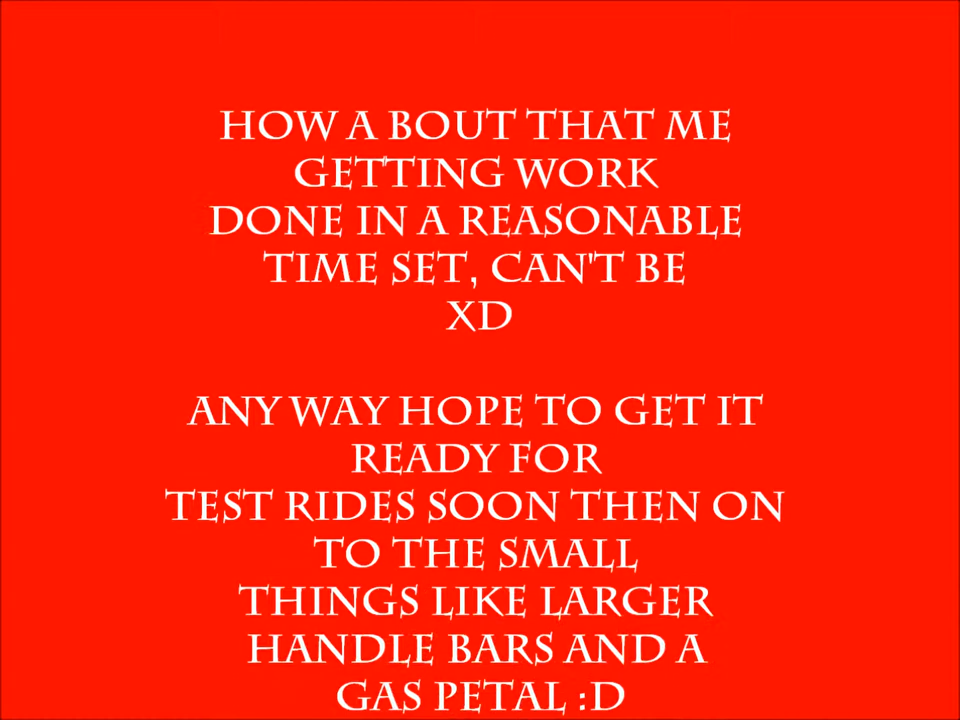 HOW A BOUT THAT ME
GETTING WORK
DONE IN A REASONABLE
TIME SET, CAN'T BE
XD
ANY WAY HOPE TO GET IT
READY FOR
TEST RIDES SOON THEN ON
TO THE SMALL
THINGS LIKE LARGER
HANDLE BARS AND A
GAS PETAL :D